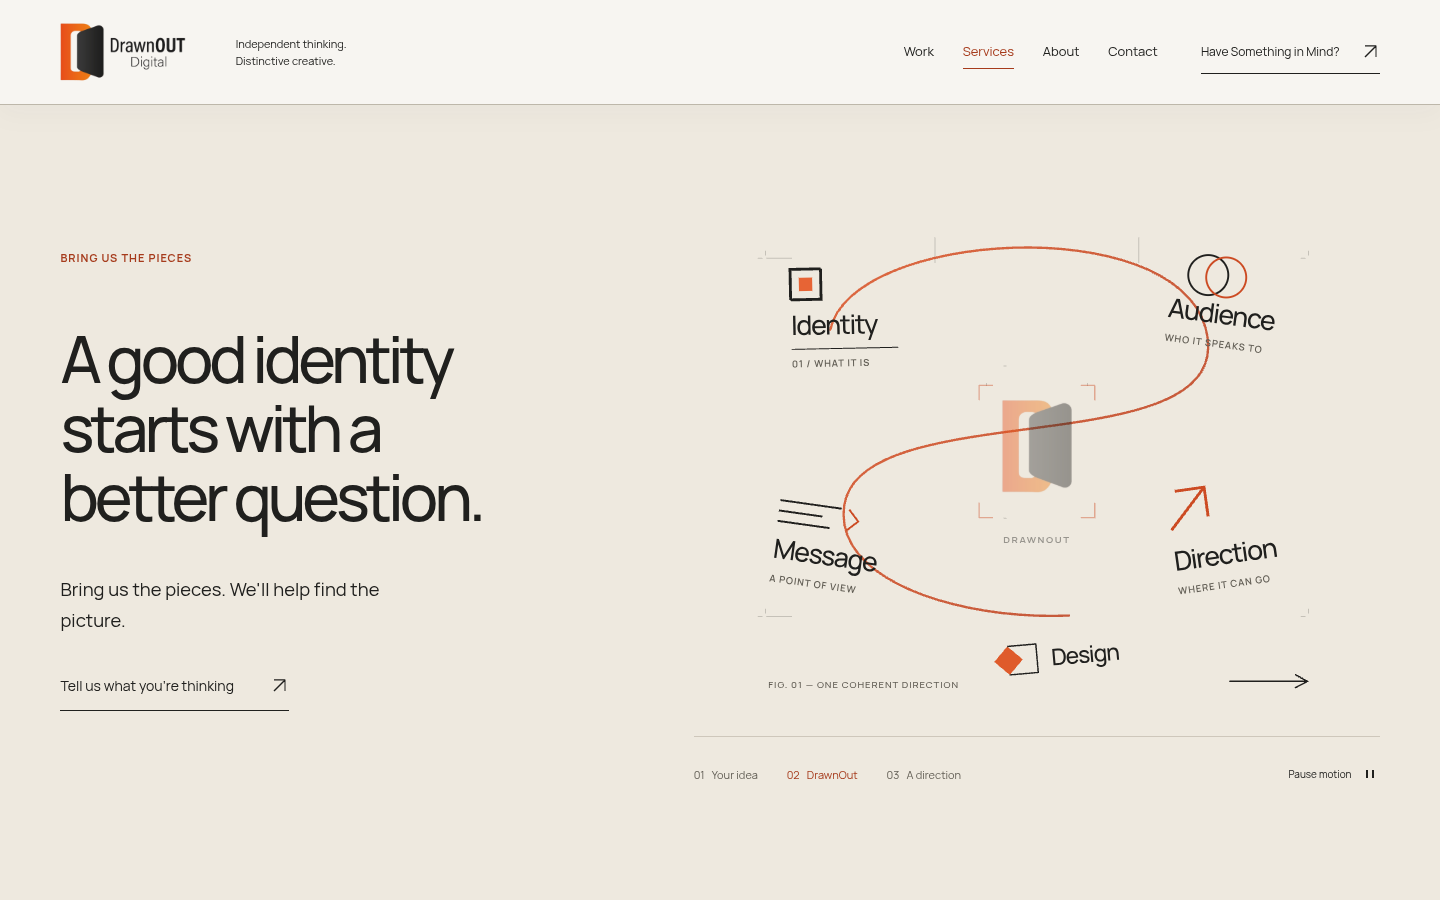 DrawnOUT
Digital
Independent thinking.
Distinctive creative.
Work
Services
About
Contact
Have Something in Mind?
BRING US THE PIECES
A good identity
starts with a
better question.
Bring us the pieces. We'll help find the
picture.
Tell us what you're thinking
Identity
01 / WHAT IT IS
Audience
WHO IT SPEAKS TO
DRAWNOUT
Message
A POINT OF VIEW
Direction
WHERE IT CAN GO
Design
FIG. 01 — ONE COHERENT DIRECTION
01 Your idea
02 DrawnOut
03 A direction
Pause motion